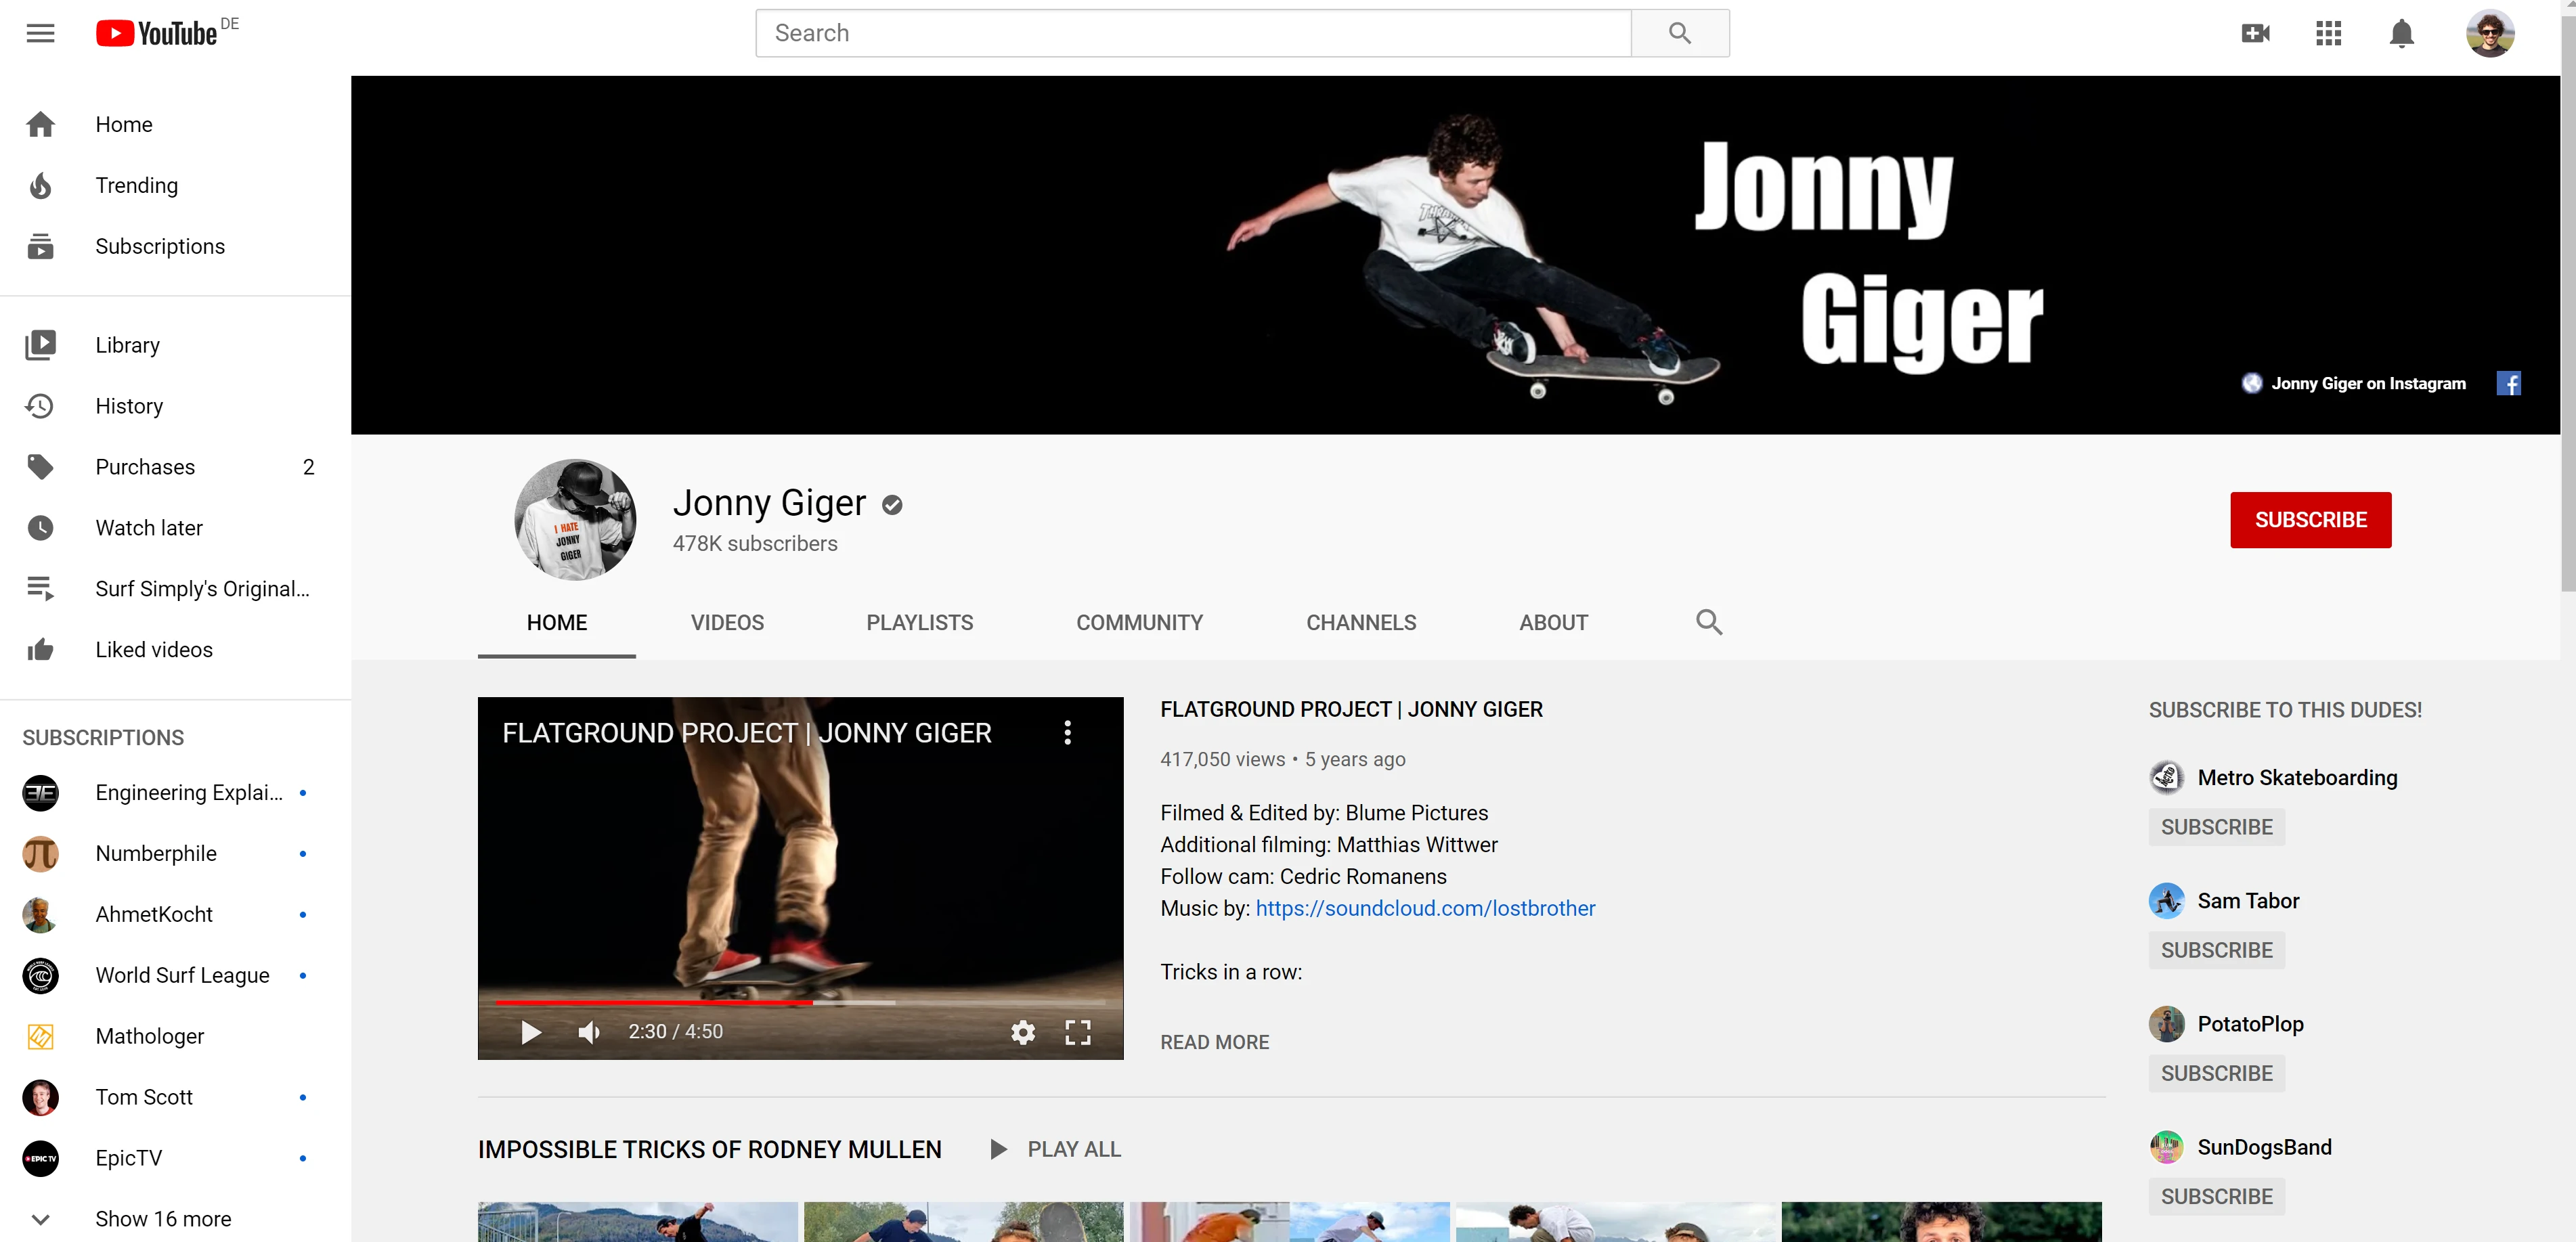 YouTube DE
Search
Home
Trending
Subscriptions
Library
History
Purchases 2
Watch later
Surf Simply's Original...
Liked videos
SUBSCRIPTIONS
Engineering Explai...
Numberphile
AhmetKocht
World Surf League
Mathologer
Tom Scott
EPIC TV
EpicTV
Show 16 more
Jonny
Giger
Jonny Giger on Instagram
I HATE
JONNY
GIGER
Jonny Giger
478K subscribers
SUBSCRIBE
HOME VIDEOS PLAYLISTS COMMUNITY CHANNELS ABOUT
FLATGROUND PROJECT | JONNY GIGER
2:30 / 4:50
FLATGROUND PROJECT | JONNY GIGER
417,050 views • 5 years ago
Filmed & Edited by: Blume Pictures
Additional filming: Matthias Wittwer
Follow cam: Cedric Romanens
Music by: https://soundcloud.com/lostbrother
Tricks in a row:
READ MORE
IMPOSSIBLE TRICKS OF RODNEY MULLEN PLAY ALL
SUBSCRIBE TO THIS DUDES!
Metro Skateboarding
SUBSCRIBE
Sam Tabor
SUBSCRIBE
PotatoPlop
SUBSCRIBE
SunDogsBand
SUBSCRIBE